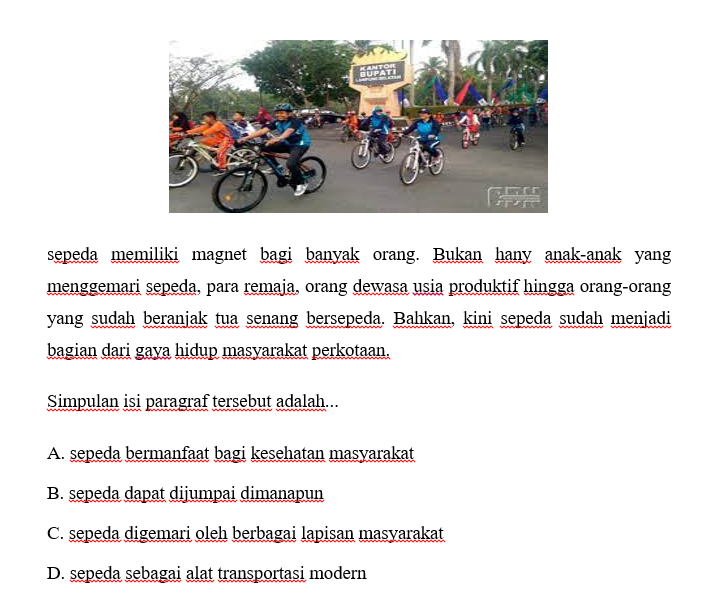 KANTOR
BUPATI
LAMPUNG SELATAN
sepeda memiliki magnet bagi banyak orang. Bukan hany anak-anak yang
menggemari sepeda, para remaja, orang dewasa usia produktif hingga orang-orang
yang sudah beranjak tua senang bersepeda. Bahkan, kini sepeda sudah menjadi
bagian dari gaya hidup masyarakat perkotaan.
Simpulan isi paragraf tersebut adalah...
A. sepeda bermanfaat bagi kesehatan masyarakat
B. sepeda dapat dijumpai dimanapun
C. sepeda digemari oleh berbagai lapisan masyarakat
D. sepeda sebagai alat transportasi modern